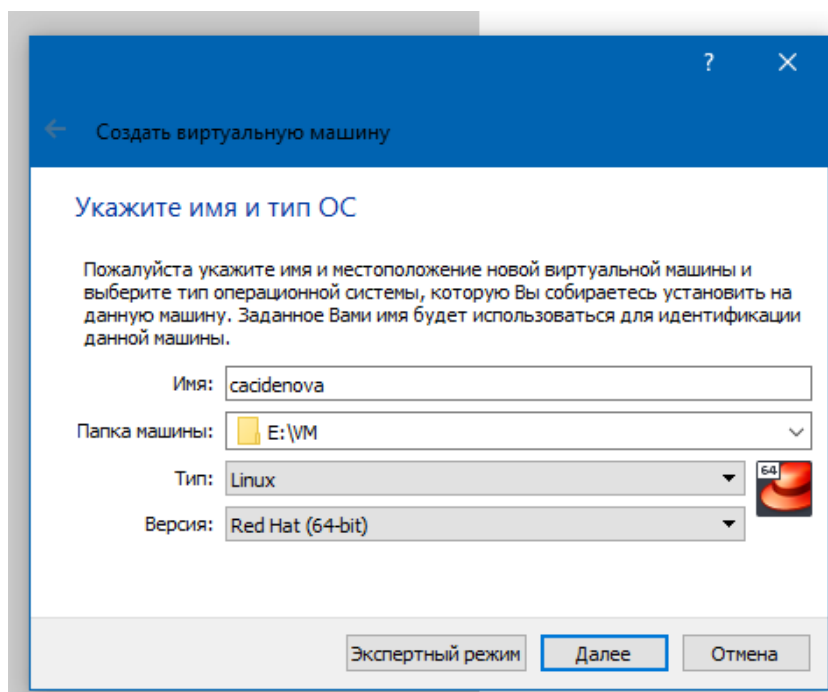 ?
Создать виртуальную машину
Укажите имя и тип ОС
Пожалуйста укажите имя и местоположение новой виртуальной машины и
выберите тип операционной системы, которую Вы собираетесь установить на
данную машину. Заданное Вами имя будет использоваться для идентификации
данной машины.
Имя: cacidenova
Папка машины: E:\VM
Тип: Linux
64
Версия: Red Hat (64-bit)
Экспертный режим Далее Отмена